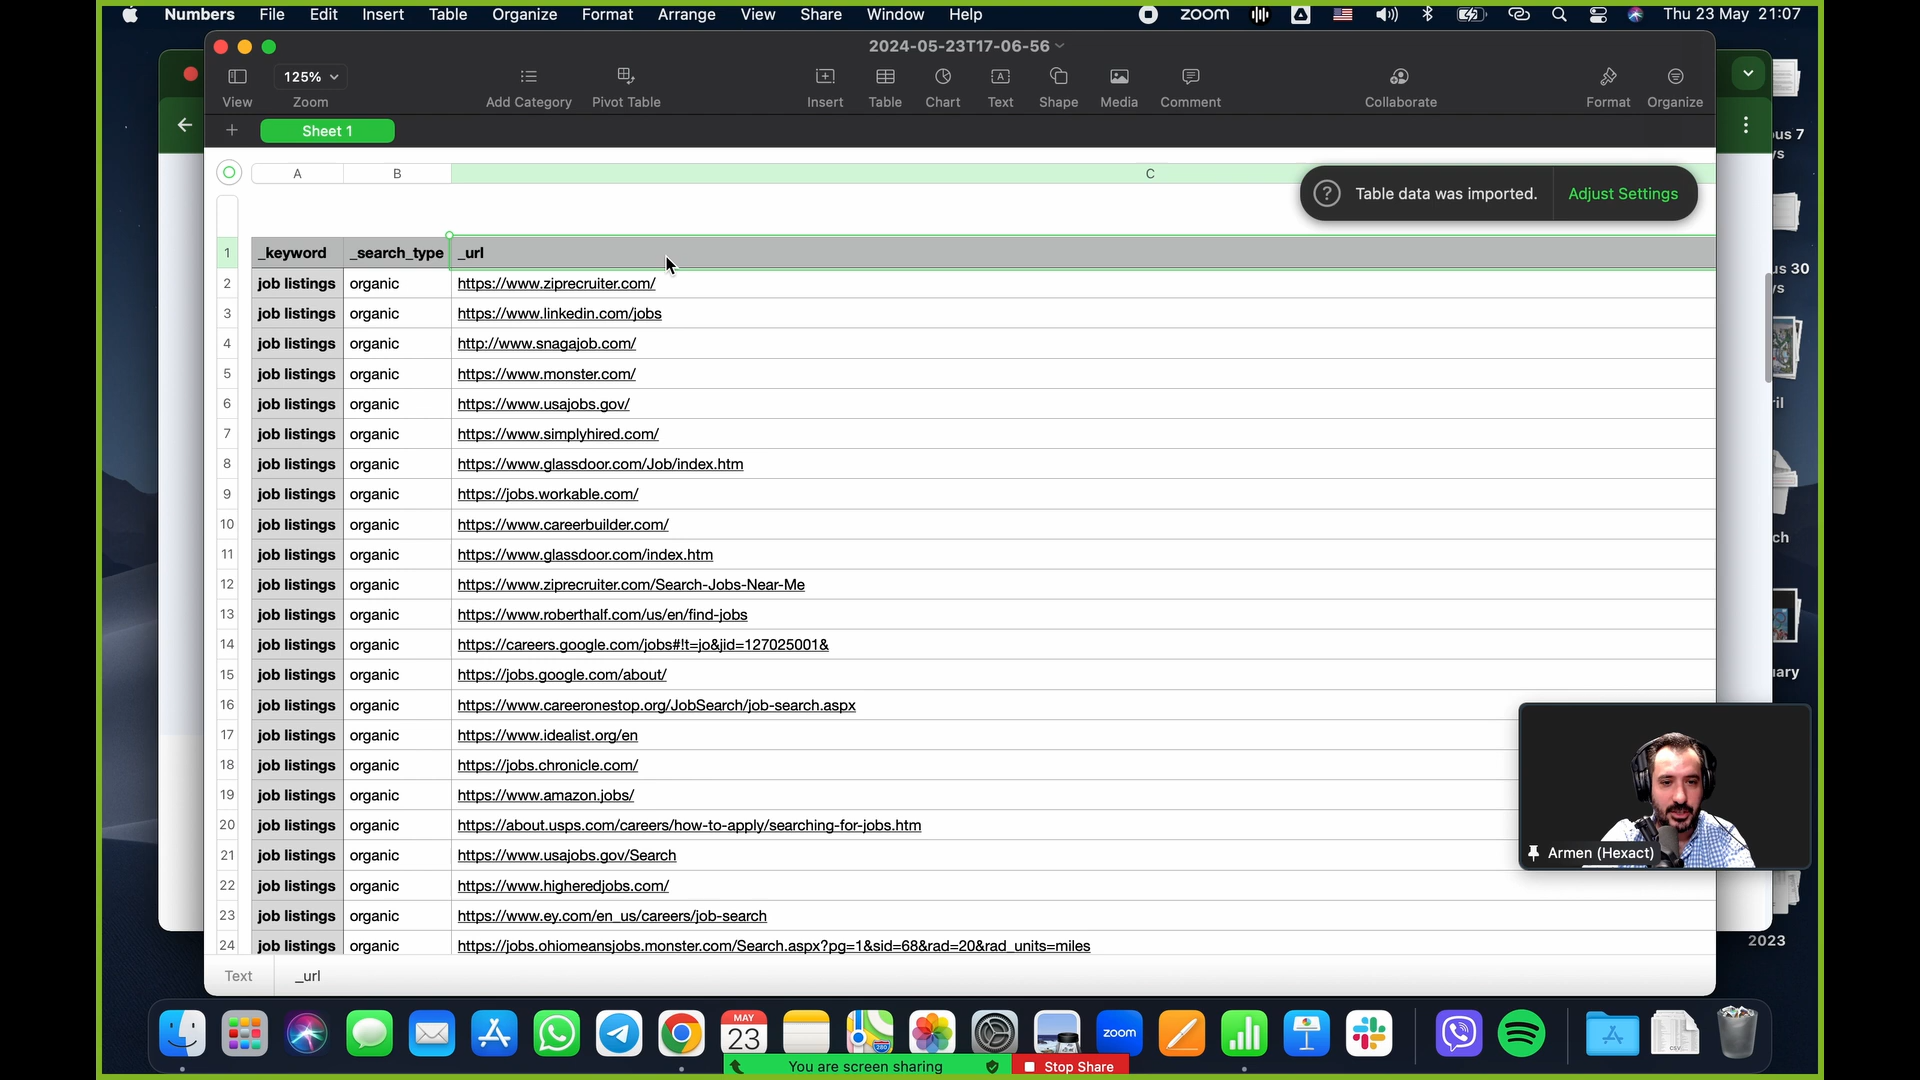 Numbers File Edit Insert Table Organize Format Arrange View Share Window Help zoom Thu 23 May 21:07
2024-05-23T17-06-56
125%
View Zoom Add Category Pivot Table Insert Table Chart Text Shape Media Comment Collaborate Format Organize
+ Sheet 1
A B C
? Table data was imported. Adjust Settings
1 _keyword _search_type _url
2 job listings organic https://www.ziprecruiter.com/
3 job listings organic https://www.linkedin.com/jobs
4 job listings organic http://www.snagajob.com/
5 job listings organic https://www.monster.com/
6 job listings organic https://www.usajobs.gov/
7 job listings organic https://www.simplyhired.com/
8 job listings organic https://www.glassdoor.com/Job/index.htm
9 job listings organic https://jobs.workable.com/
10 job listings organic https://www.careerbuilder.com/
11 job listings organic https://www.glassdoor.com/index.htm
12 job listings organic https://www.ziprecruiter.com/Search-Jobs-Near-Me
13 job listings organic https://www.roberthalf.com/us/en/find-jobs
14 job listings organic https://careers.google.com/jobs#!t=jo&jid=127025001&
15 job listings organic https://jobs.google.com/about/
16 job listings organic https://www.careeronestop.org/JobSearch/job-search.aspx
17 job listings organic https://www.idealist.org/en
18 job listings organic https://jobs.chronicle.com/
19 job listings organic https://www.amazon.jobs/
20 job listings organic https://about.usps.com/careers/how-to-apply/searching-for-jobs.htm
21 job listings organic https://www.usajobs.gov/Search
22 job listings organic https://www.higheredjobs.com/
23 job listings organic https://www.ey.com/en_us/careers/job-search
24 job listings organic https://jobs.ohiomeansjobs.monster.com/Search.aspx?pg=1&sid=68&rad=20&rad_units=miles
Armen (Hexact)
2023
Text _url
MAY
23
zoom
You are screen sharing Stop Share